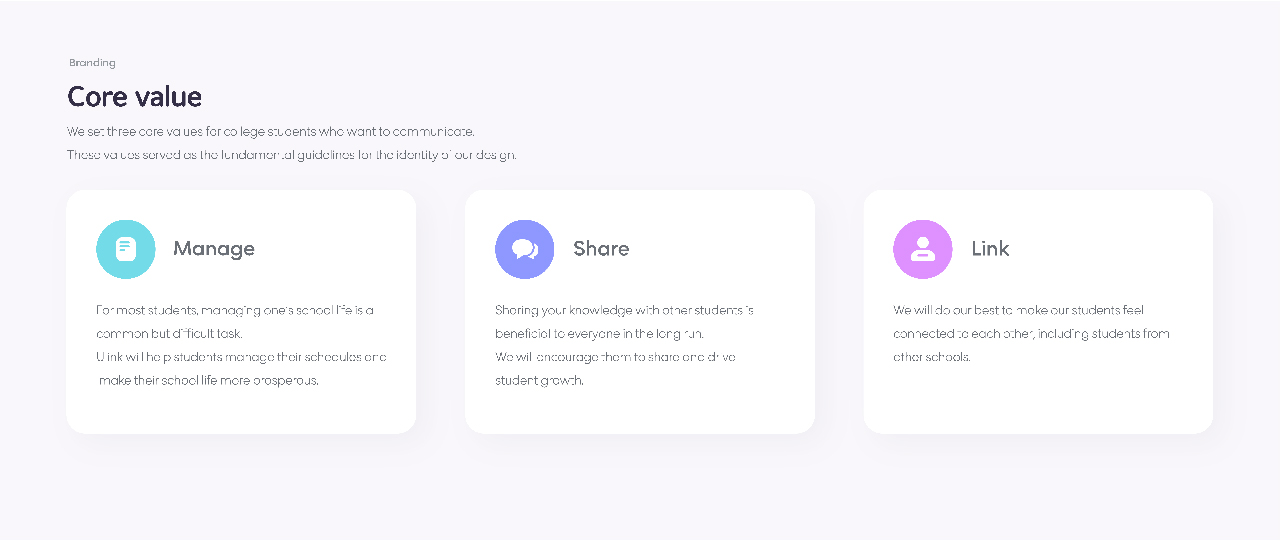 Branding
Core value
We set three core values for college students who want to communicate.
These values served as the fundamental guidelines for the identity of our design.
Manage
For most students, managing one's school life is a
common but difficult task.
Ulink will help students manage their schedules and
make their school life more prosperous.
Share
Sharing your knowledge with other students is
beneficial to everyone in the long run.
We will encourage them to share and drive
student growth.
Link
We will do our best to make our students feel
connected to each other, including students from
other schools.